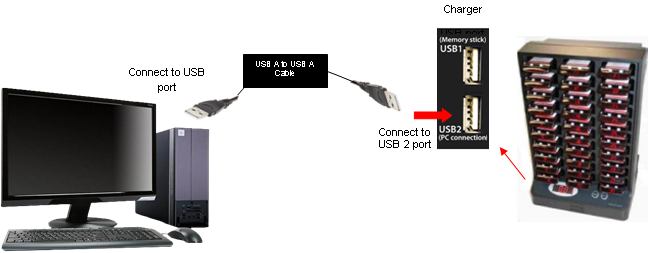 Charger
(Memory stick)
USB1
USB A to USB A
Cable
Connect to USB
port
USB2
(PC connection)
Connect to
USB 2 port